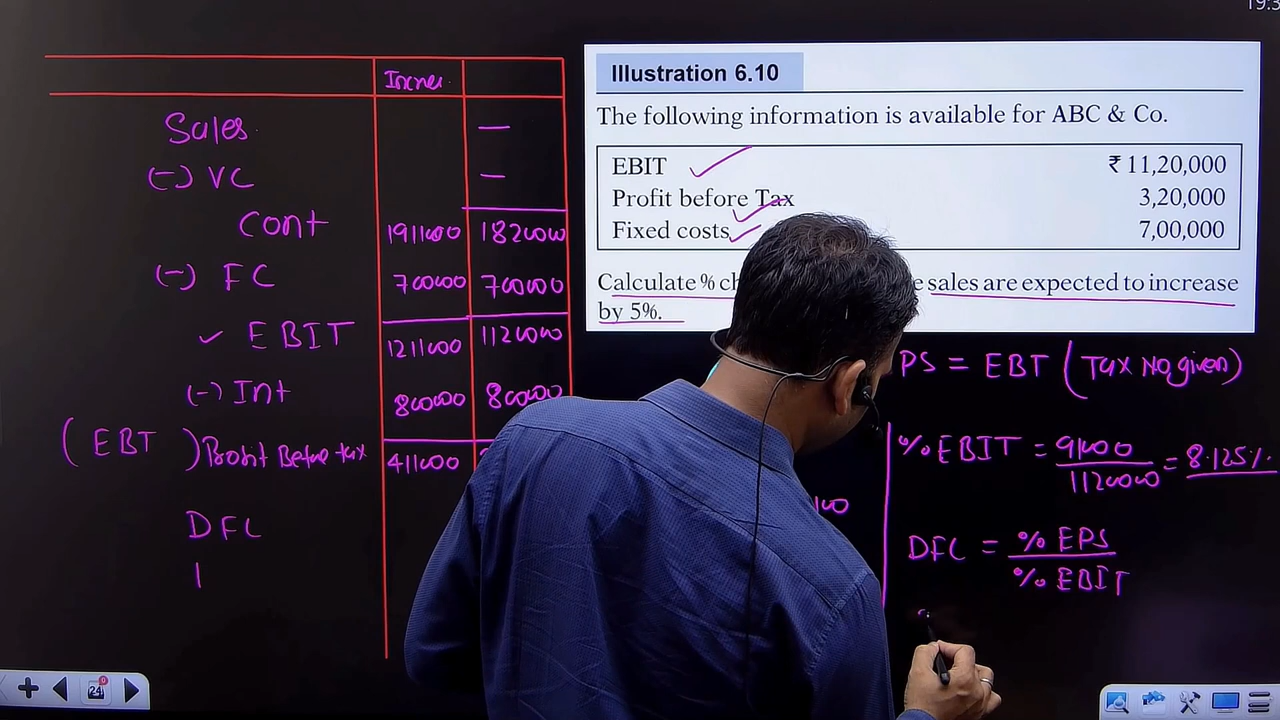 19:3
Incre.
Sales
(-) VC
Cont 1911000 1820000
(-) FC 700000 700000
EBIT 1211000 1120000
(-) Int 800000 800000
(EBT) Profit Before tax 411000
DFL
Illustration 6.10
The following information is available for ABC & Co.
EBIT ₹ 11,20,000
Profit before Tax 3,20,000
Fixed costs 7,00,000
Calculate % ch e sales are expected to increase
by 5%.
PS = EBT (Tax No given)
% EBIT = 91000 / 1120000 = 8.125%
DFL = % EPS / % EBIT
24